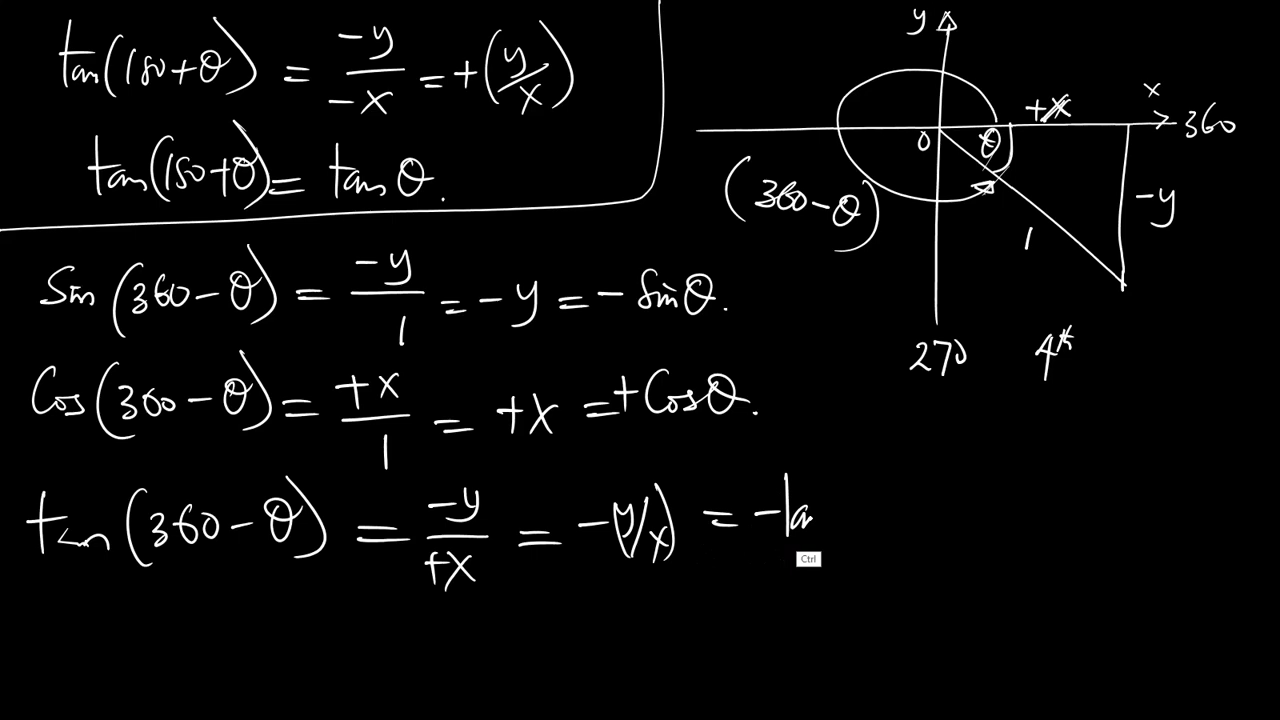 tan(180+θ) = -y/-x = +(y/x)
tan(180+θ) = tanθ.
Sin(360-θ) = -y/1 = -y = -sinθ.
Cos(360-θ) = +x/1 = +x = +Cosθ.
tan(360-θ) = -y/+x = -(y/x) = -ta
Ctrl
y
x
+x
360
0
θ
(360-θ)
-y
1
270
4th